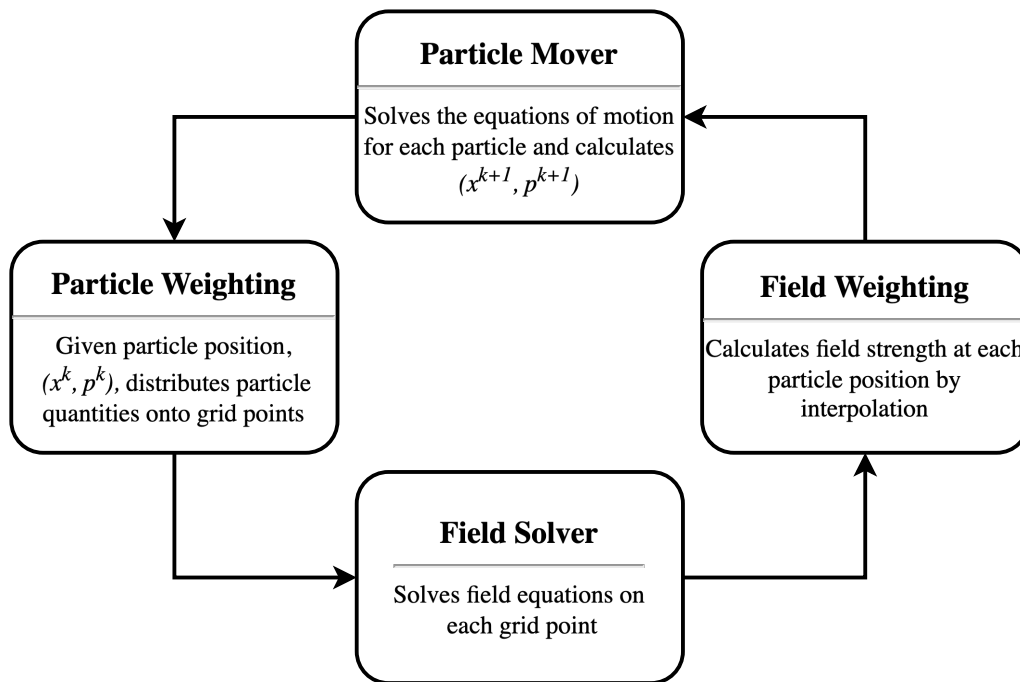 Particle Mover
Solves the equations of motion
for each particle and calculates
(x^{k+1}, p^{k+1})
Particle Weighting
Given particle position,
(x^k, p^k), distributes particle
quantities onto grid points
Field Weighting
Calculates field strength at each
particle position by
interpolation
Field Solver
Solves field equations on
each grid point